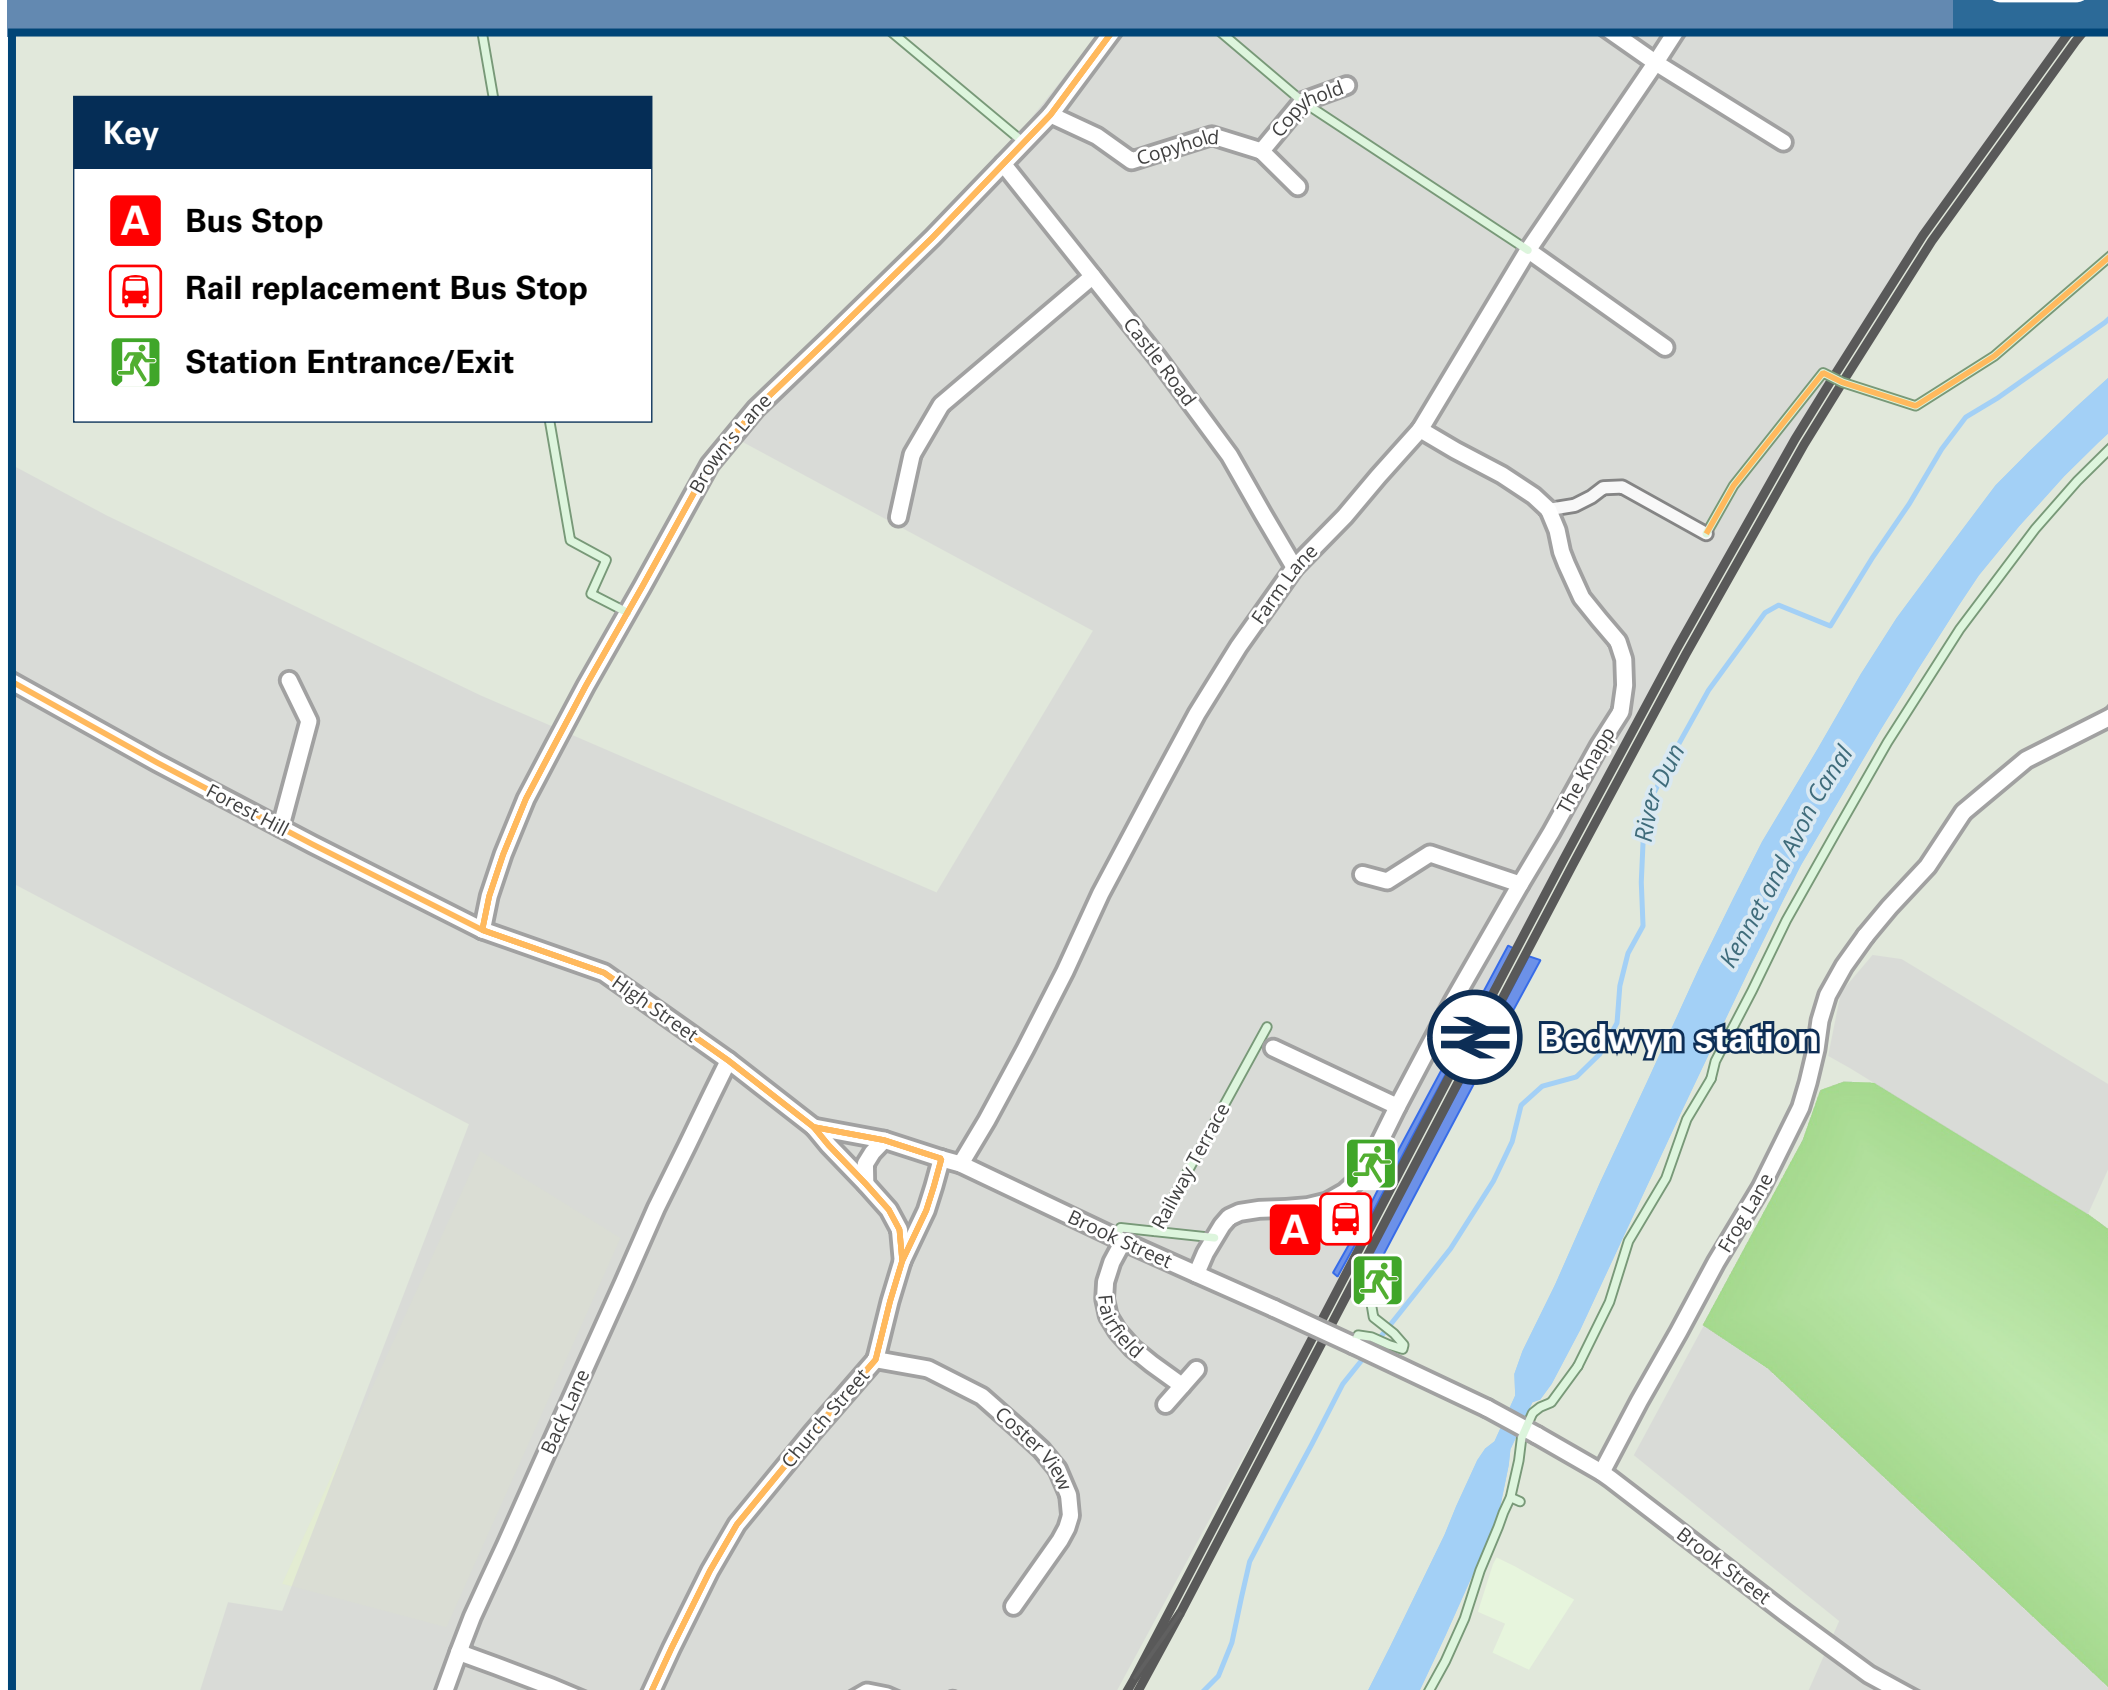 Key
A
Bus Stop
Rail replacement Bus Stop
Station Entrance/Exit
Copyhold
Copyhold
Castle Road
Brown's Lane
Farm Lane
The Knapp
River Dun
Kennet and Avon Canal
Forest Hill
High Street
Bedwyn station
Railway Terrace
Brook Street
A
Frog Lane
Fairfield
Church Street
Back Lane
Coster View
Brook Street